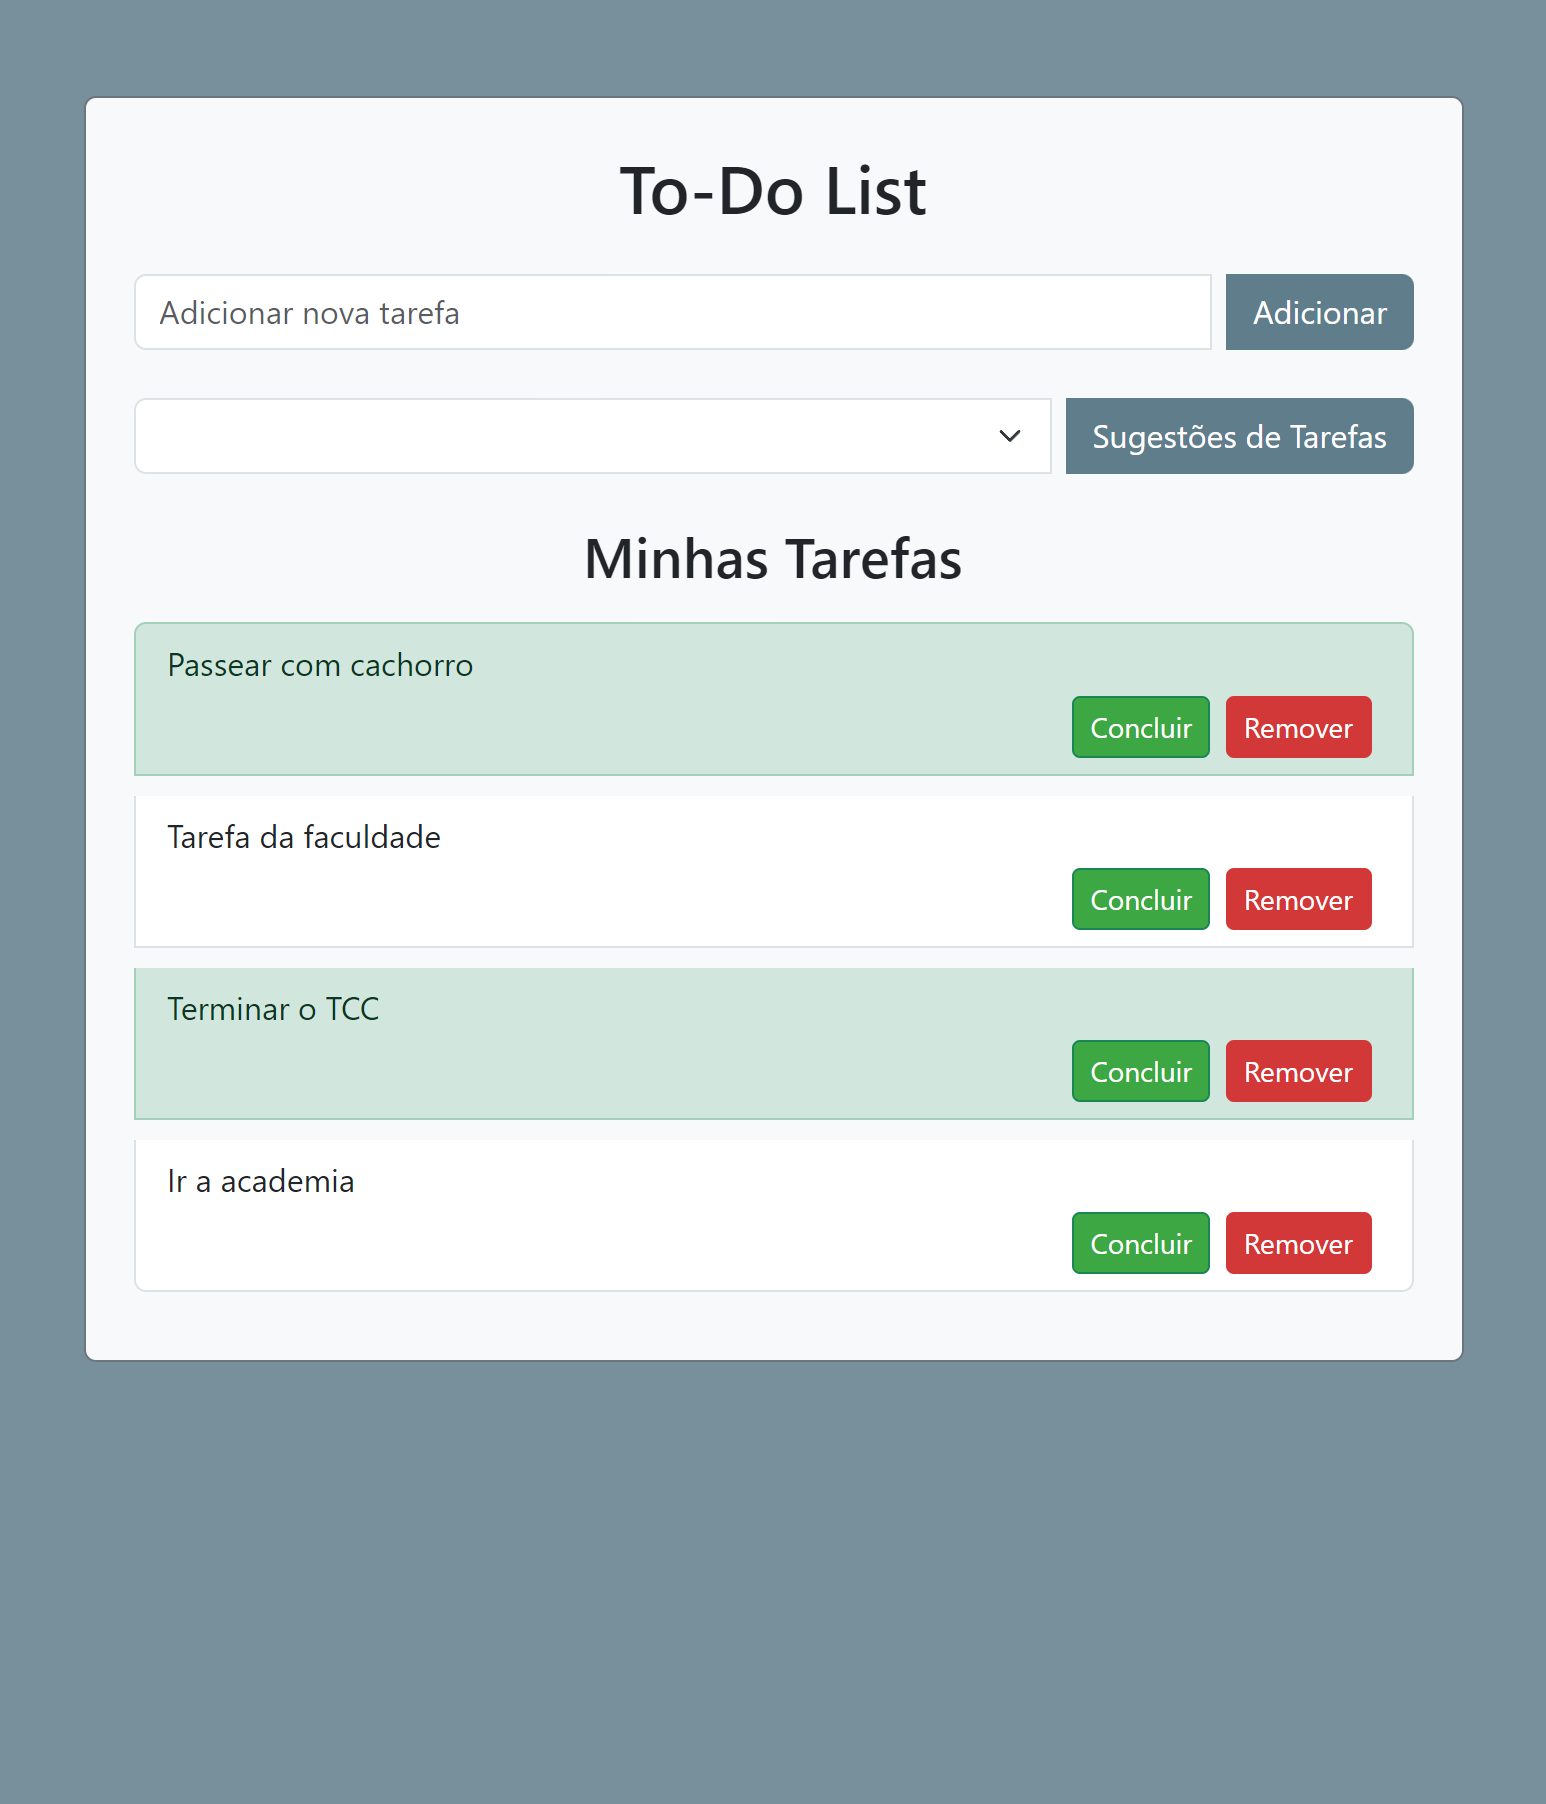 To-Do List
Adicionar nova tarefa
Adicionar
Sugestões de Tarefas
Minhas Tarefas
Passear com cachorro
Concluir
Remover
Tarefa da faculdade
Concluir
Remover
Terminar o TCC
Concluir
Remover
Ir a academia
Concluir
Remover